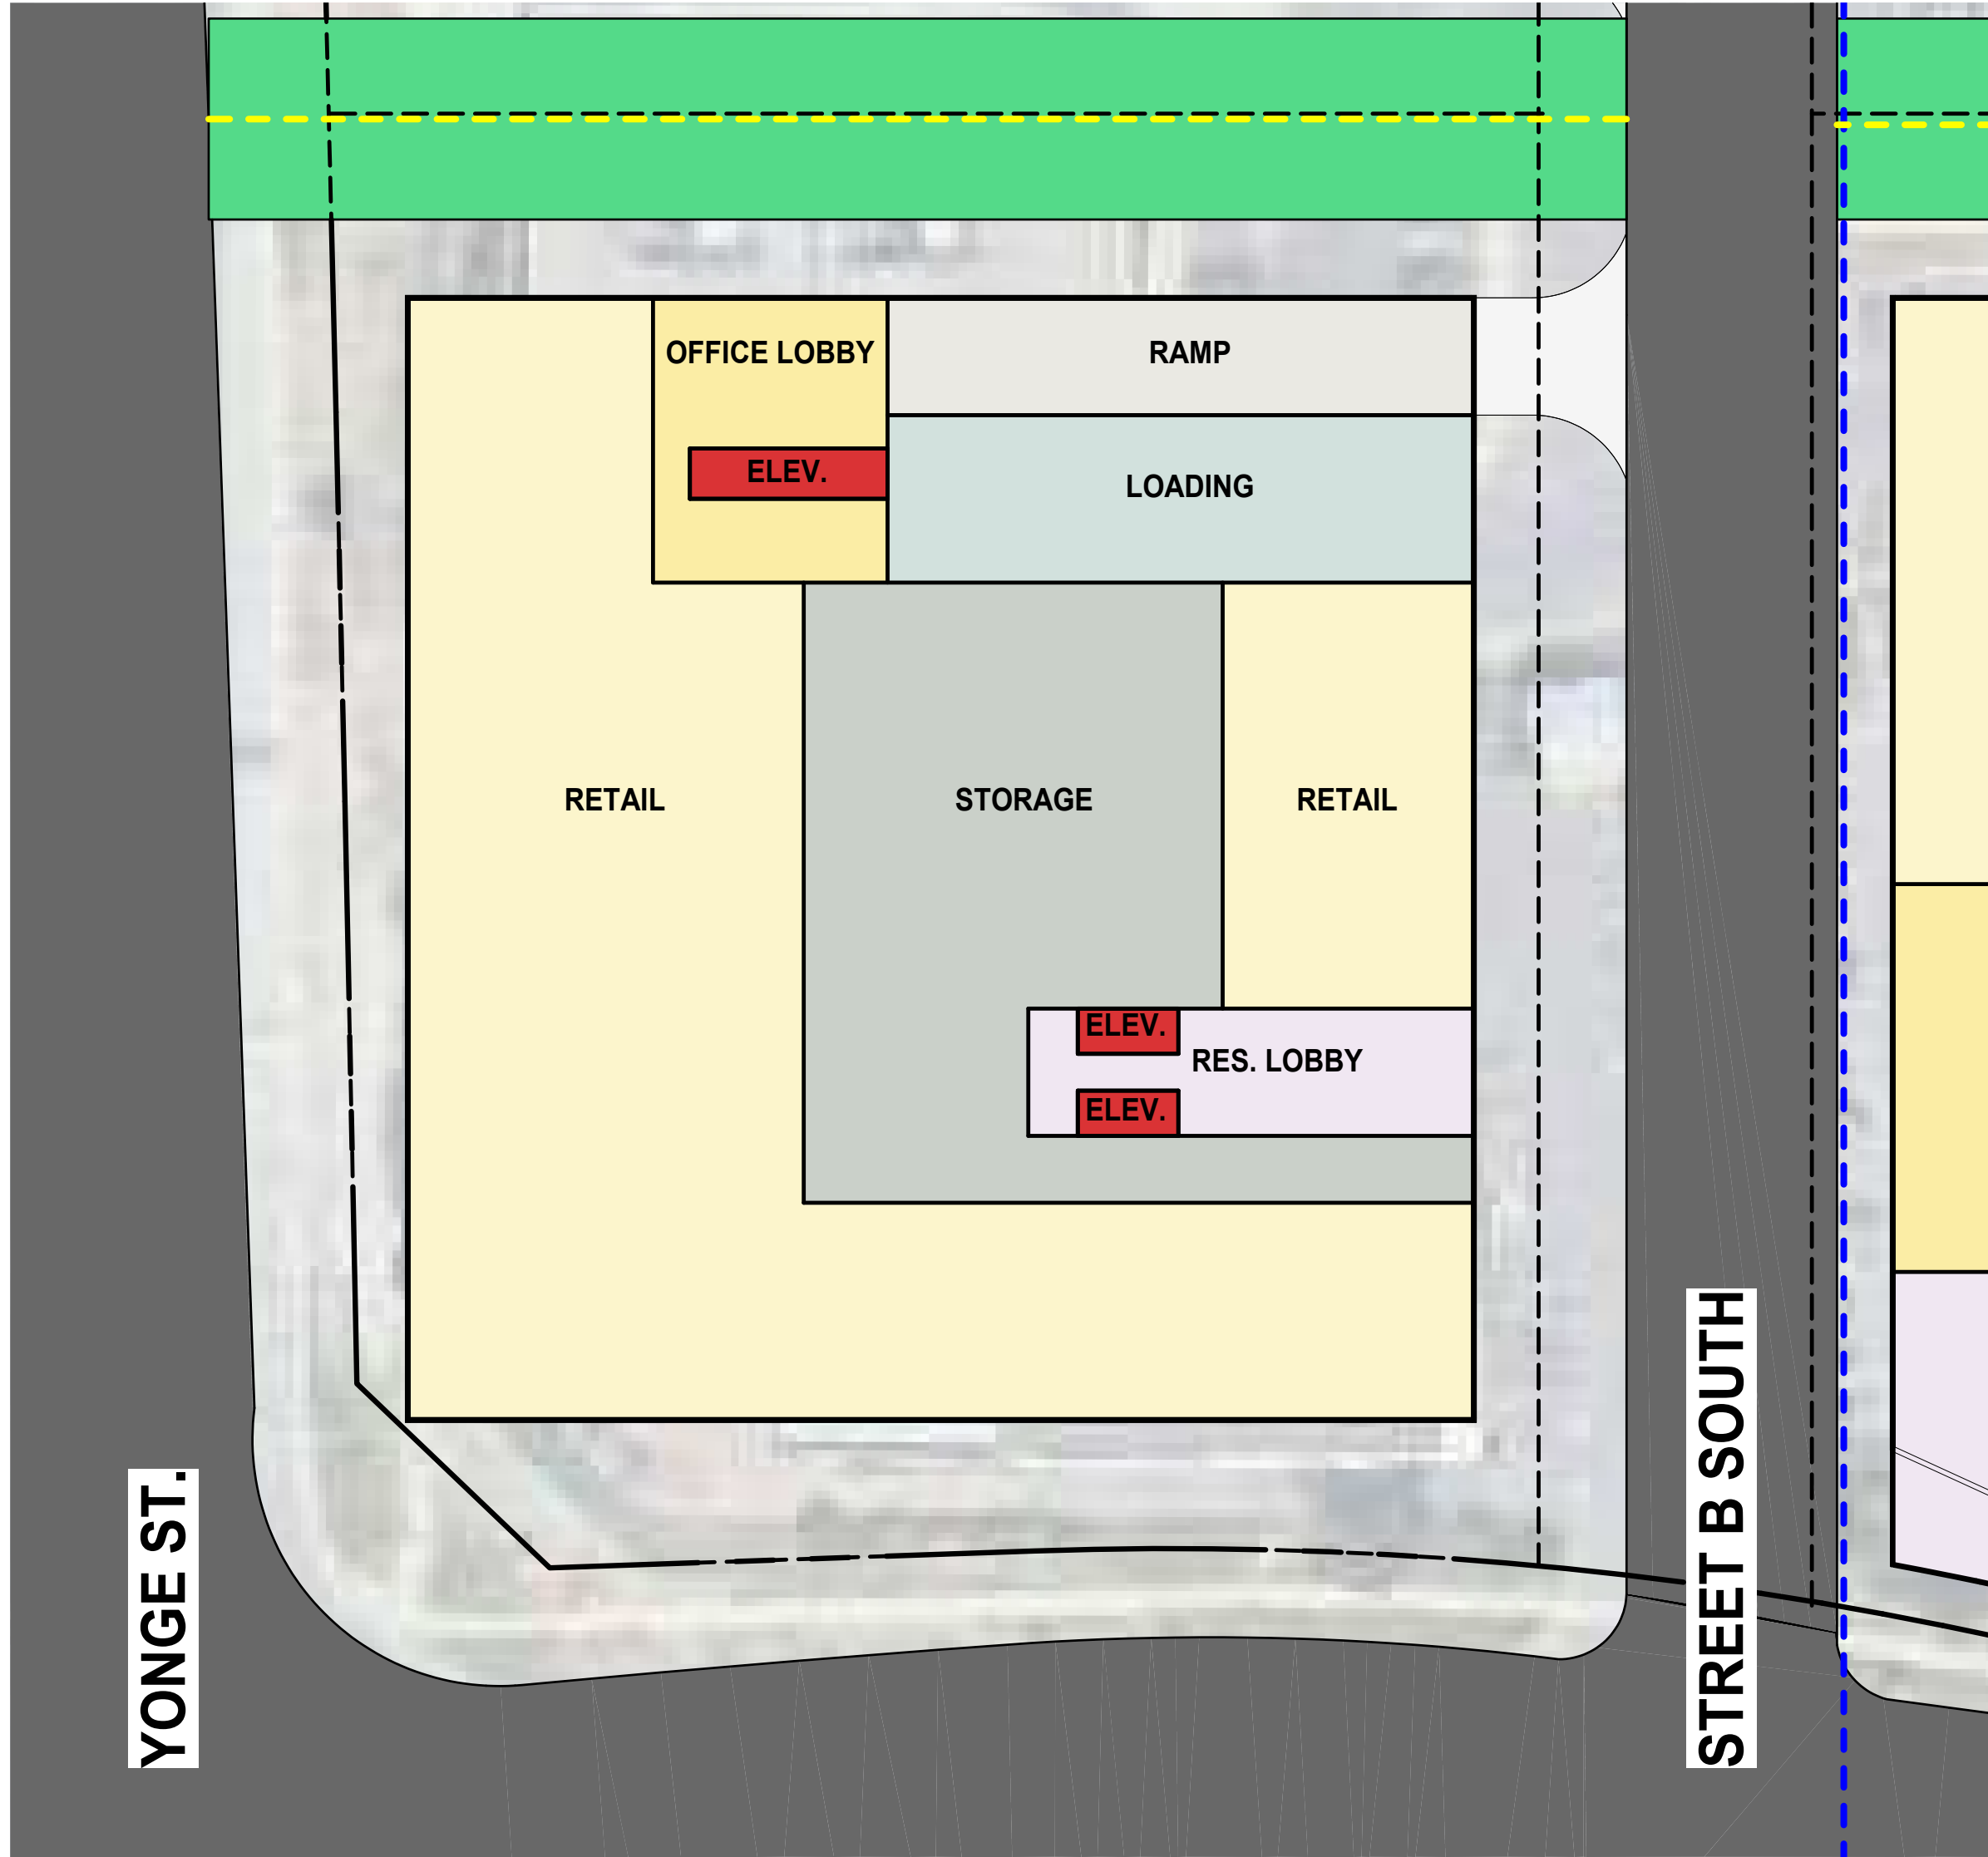 OFFICE LOBBY
RAMP
ELEV.
LOADING
RETAIL
STORAGE
RETAIL
ELEV.
RES. LOBBY
ELEV.
YONGE ST.
STREET B SOUTH